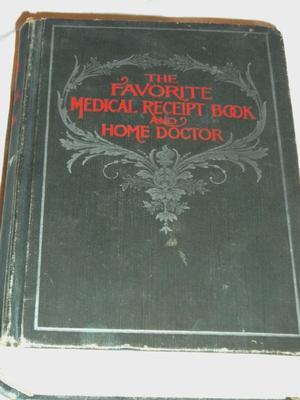 THE
FAVORITE
MEDICAL RECEIPT BOOK
AND
HOME DOCTOR